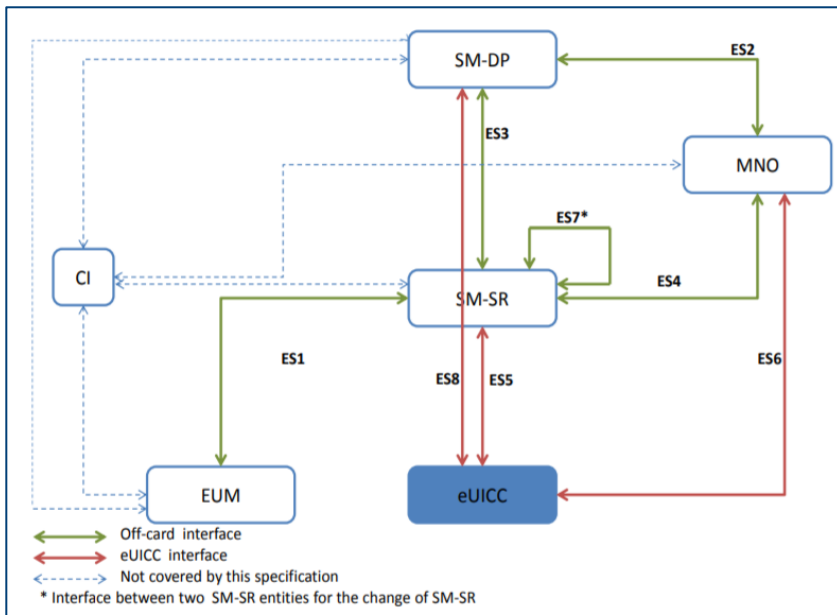 SM-DP
ES2
ES3
MNO
ES7*
CI
SM-SR
ES4
ES1
ES8
ES5
ES6
EUM
eUICC
Off-card interface
eUICC interface
Not covered by this specification
* Interface between two SM-SR entities for the change of SM-SR